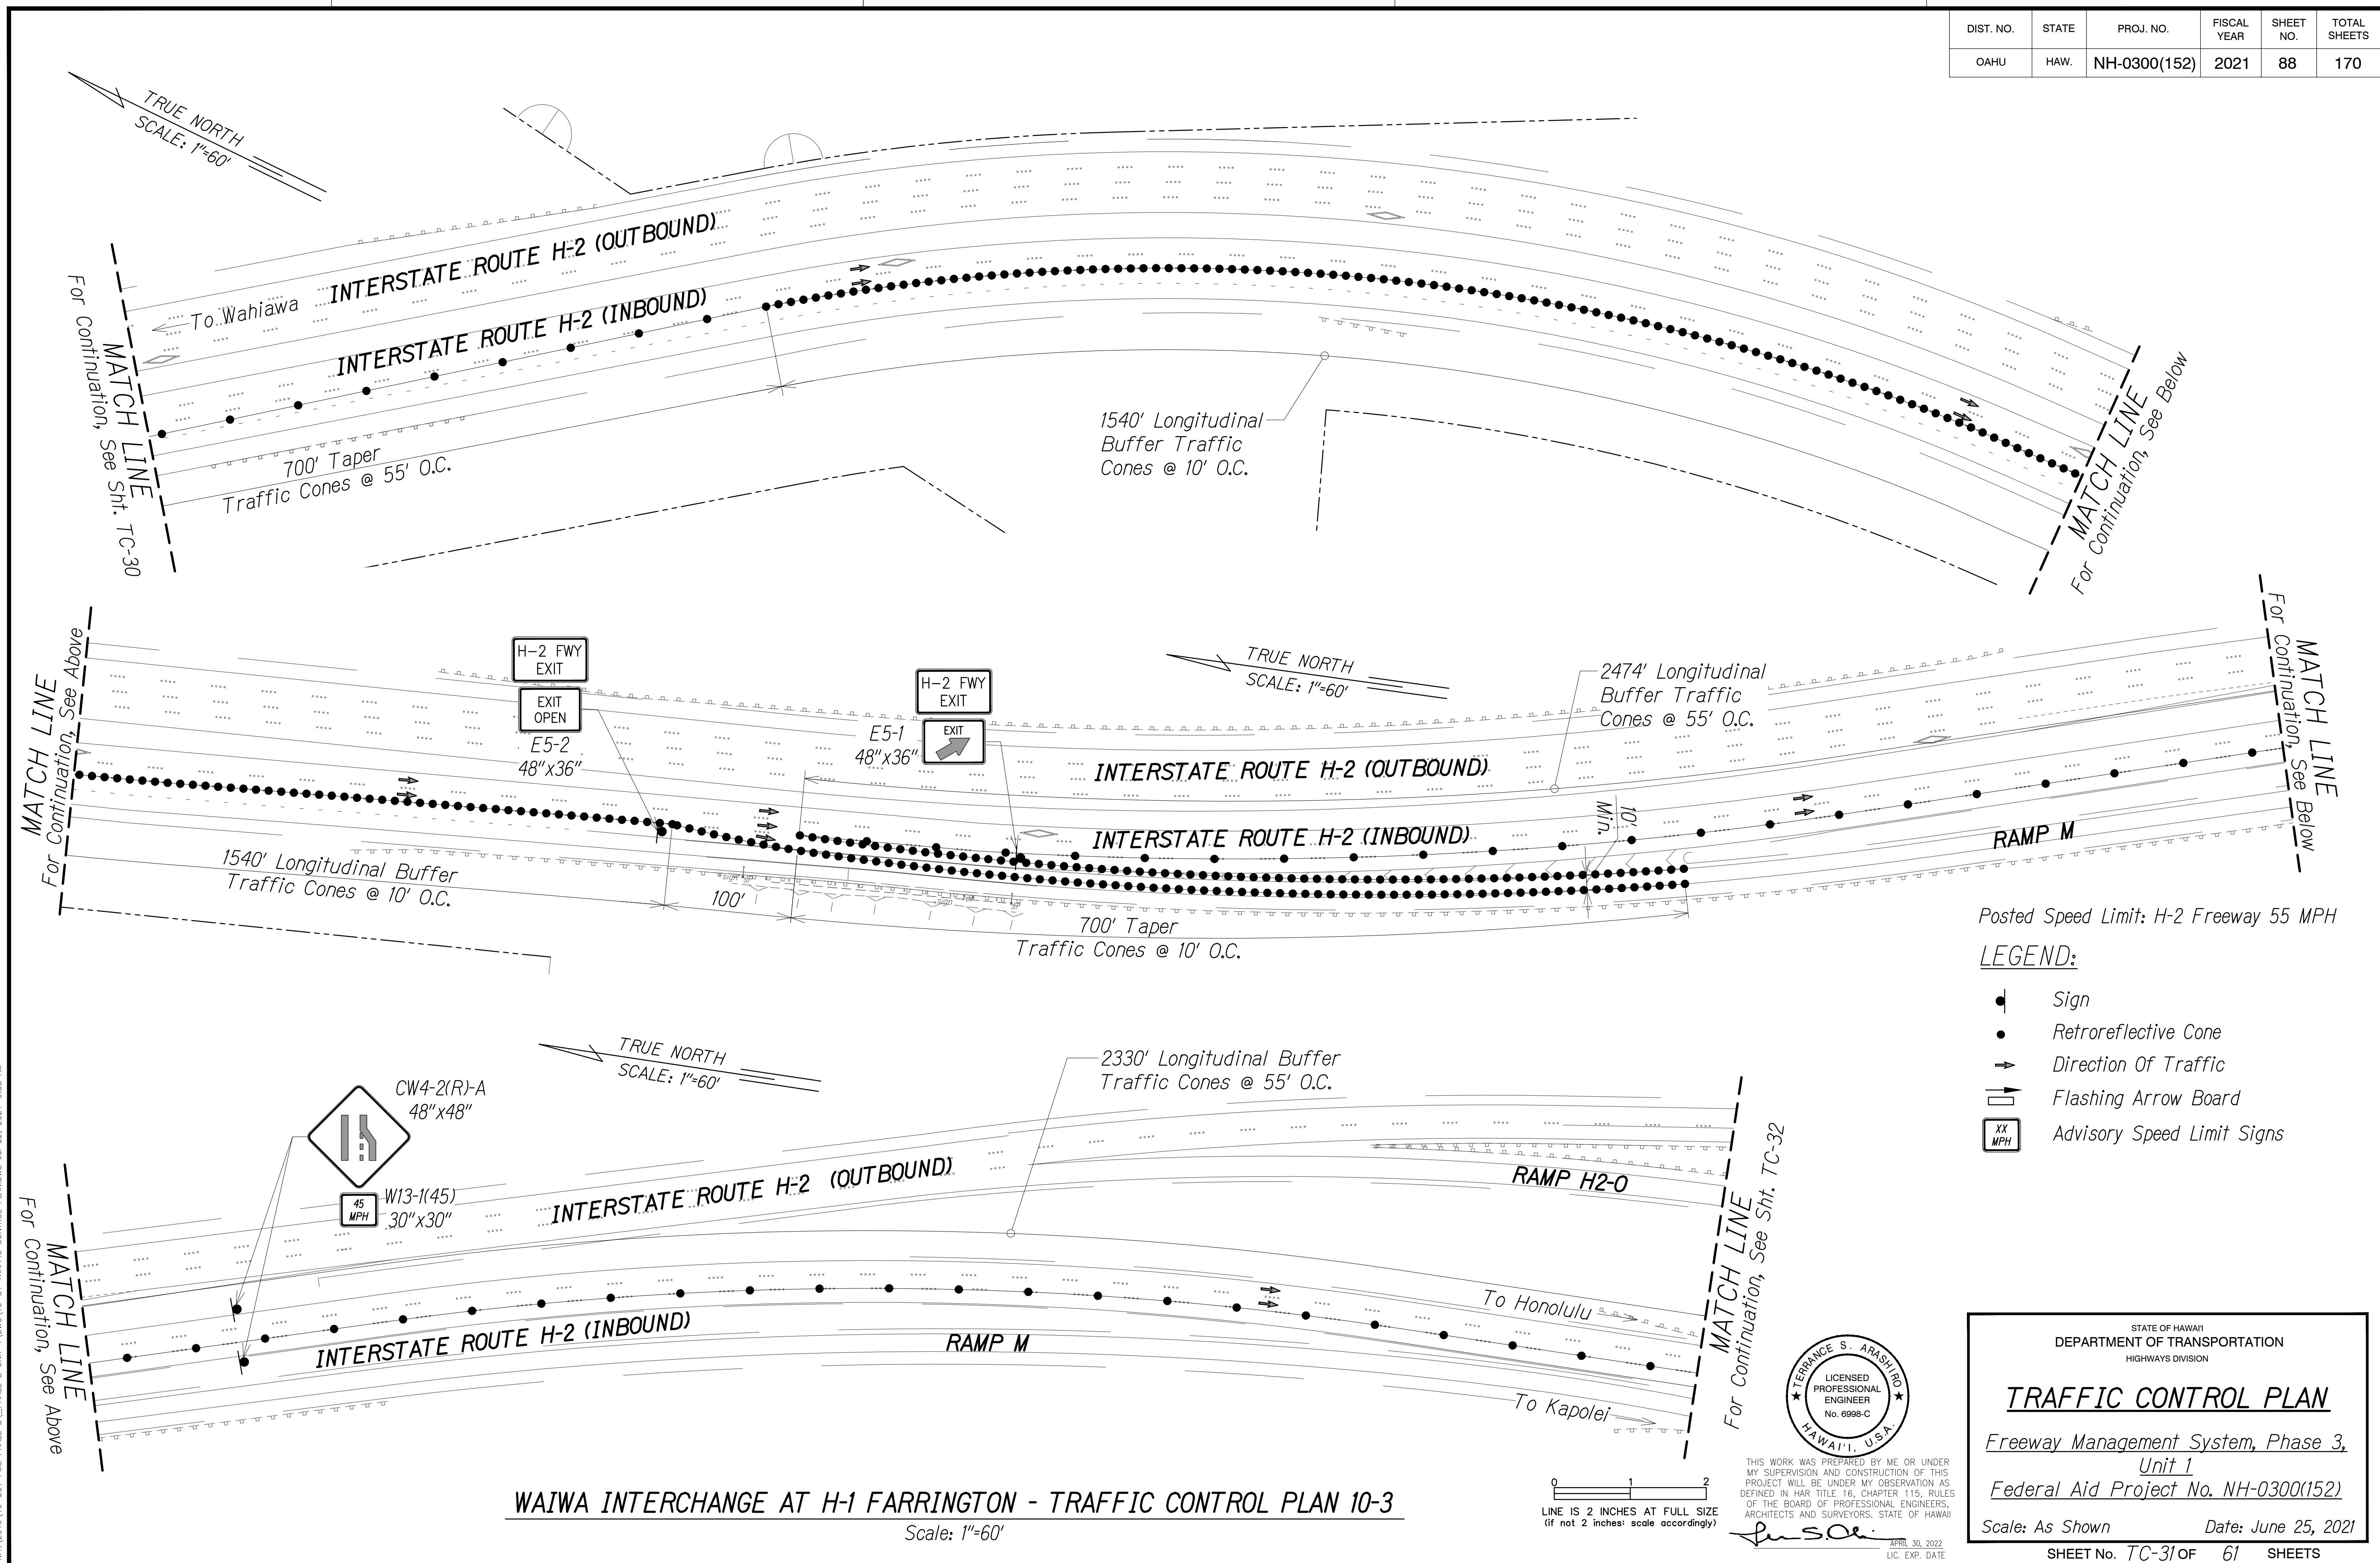 DIST. NO. STATE PROJ. NO. FISCAL YEAR SHEET NO. TOTAL SHEETS
OAHU HAW. NH-0300(152) 2021 88 170
TRUE NORTH
SCALE: 1"=60'
INTERSTATE ROUTE H-2 (OUTBOUND)
To Wahiawa
INTERSTATE ROUTE H-2 (INBOUND)
MATCH LINE
For Continuation, See Sht. TC-30
700' Taper
Traffic Cones @ 55' O.C.
1540' Longitudinal
Buffer Traffic
Cones @ 10' O.C.
MATCH LINE
For Continuation, See Below
MATCH LINE
For Continuation, See Above
H-2 FWY
EXIT
EXIT
OPEN
E5-2
48"x36"
H-2 FWY
EXIT
E5-1
48"x36"
EXIT
TRUE NORTH
SCALE: 1"=60'
2474' Longitudinal
Buffer Traffic
Cones @ 55' O.C.
INTERSTATE ROUTE H-2 (OUTBOUND)
INTERSTATE ROUTE H-2 (INBOUND)
10'
Min.
RAMP M
MATCH LINE
For Continuation, See Below
1540' Longitudinal Buffer
Traffic Cones @ 10' O.C.
100'
sign
sign
700' Taper
Traffic Cones @ 10' O.C.
Posted Speed Limit: H-2 Freeway 55 MPH
LEGEND:
Sign
Retroreflective Cone
Direction Of Traffic
Flashing Arrow Board
XX
MPH
Advisory Speed Limit Signs
TRUE NORTH
SCALE: 1"=60'
CW4-2(R)-A
48"x48"
45
MPH
W13-1(45)
30"x30"
2330' Longitudinal Buffer
Traffic Cones @ 55' O.C.
MATCH LINE
For Continuation, See Above
INTERSTATE ROUTE H-2 (OUTBOUND)
RAMP H2-O
INTERSTATE ROUTE H-2 (INBOUND)
RAMP M
To Honolulu
To Kapolei
MATCH LINE
For Continuation, See Sht. TC-32
WAIWA INTERCHANGE AT H-1 FARRINGTON - TRAFFIC CONTROL PLAN 10-3
Scale: 1"=60'
0 1 2
LINE IS 2 INCHES AT FULL SIZE
(if not 2 inches: scale accordingly)
TERRANCE S. ARASHIRO
LICENSED
PROFESSIONAL
ENGINEER
No. 6998-C
HAWAI'I, U.S.A.
THIS WORK WAS PREPARED BY ME OR UNDER
MY SUPERVISION AND CONSTRUCTION OF THIS
PROJECT WILL BE UNDER MY OBSERVATION AS
DEFINED IN HAR TITLE 16, CHAPTER 115, RULES
OF THE BOARD OF PROFESSIONAL ENGINEERS,
ARCHITECTS AND SURVEYORS. STATE OF HAWAII
APRIL 30, 2022
LIC. EXP. DATE
STATE OF HAWAI'I
DEPARTMENT OF TRANSPORTATION
HIGHWAYS DIVISION
TRAFFIC CONTROL PLAN
Freeway Management System, Phase 3,
Unit 1
Federal Aid Project No. NH-0300(152)
Scale: As Shown Date: June 25, 2021
SHEET No. TC-31 OF 61 SHEETS